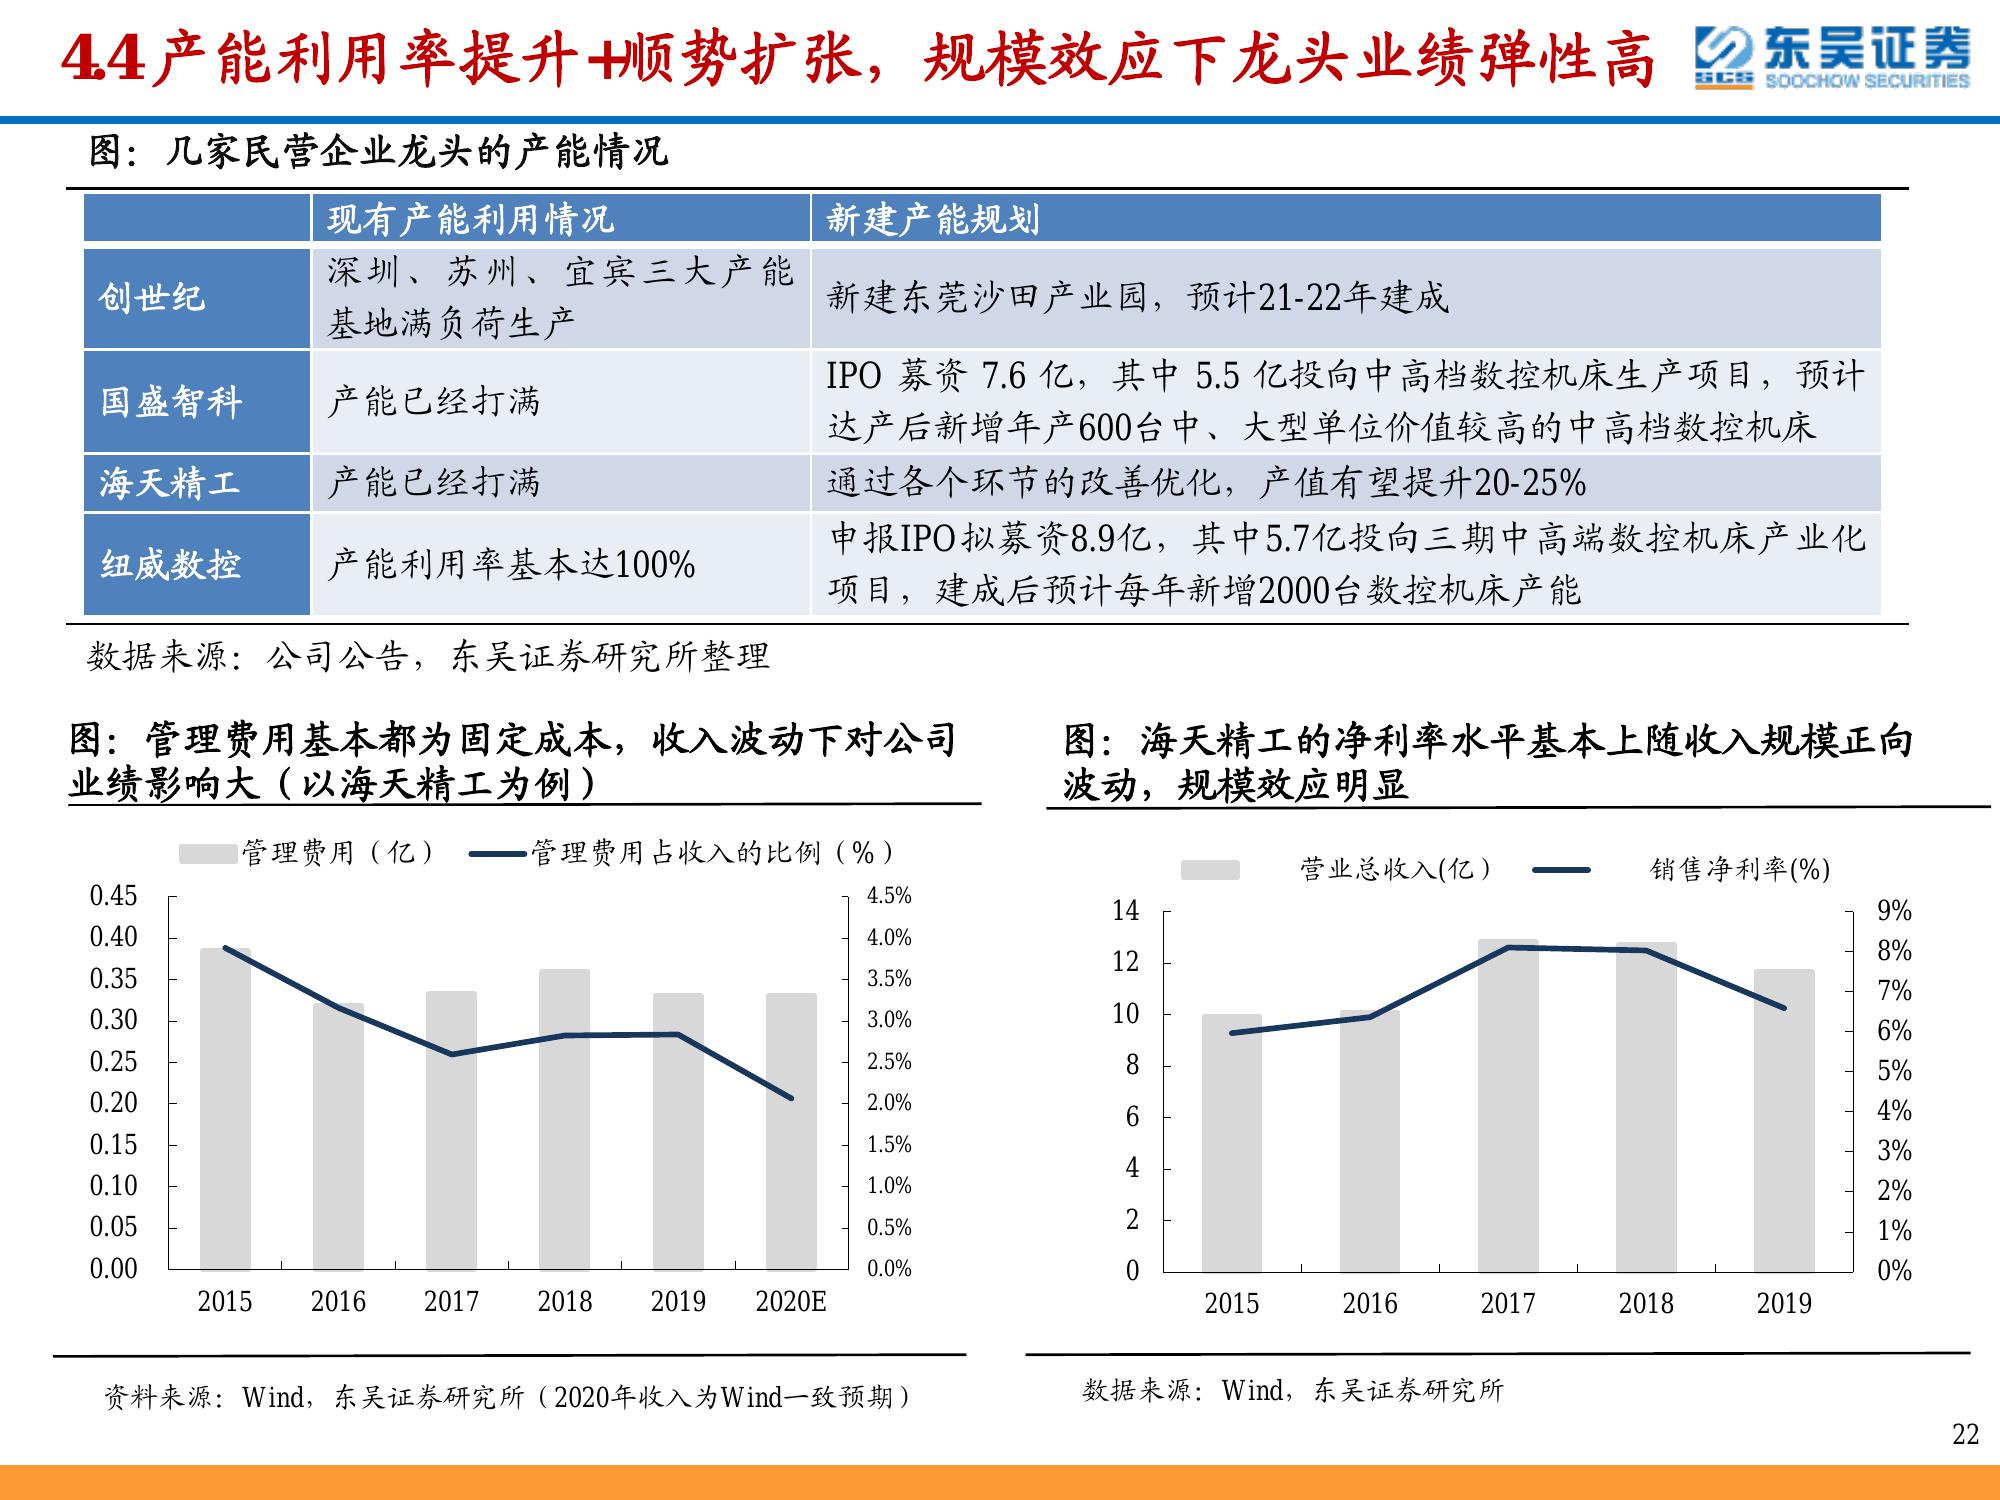 4.4产能利用率提升+顺势扩张，规模效应下龙头业绩弹性高
东吴证券
SCS SOOCHOW SECURITIES
图：几家民营企业龙头的产能情况
现有产能利用情况 新建产能规划
创世纪 深圳、苏州、宜宾三大产能
基地满负荷生产 新建东莞沙田产业园，预计21-22年建成
国盛智科 产能已经打满 IPO 募资 7.6 亿，其中 5.5 亿投向中高档数控机床生产项目，预计
达产后新增年产600台中、大型单位价值较高的中高档数控机床
海天精工 产能已经打满 通过各个环节的改善优化，产值有望提升20-25%
纽威数控 产能利用率基本达100% 申报IPO拟募资8.9亿，其中5.7亿投向三期中高端数控机床产业化
项目，建成后预计每年新增2000台数控机床产能
数据来源：公司公告，东吴证券研究所整理
图：管理费用基本都为固定成本，收入波动下对公司
业绩影响大（以海天精工为例）
管理费用（亿） 管理费用占收入的比例（%）
0.45 4.5%
0.40 4.0%
0.35 3.5%
0.30 3.0%
0.25 2.5%
0.20 2.0%
0.15 1.5%
0.10 1.0%
0.05 0.5%
0.00 0.0%
2015 2016 2017 2018 2019 2020E
资料来源：Wind，东吴证券研究所（2020年收入为Wind一致预期）
图：海天精工的净利率水平基本上随收入规模正向
波动，规模效应明显
营业总收入(亿） 销售净利率(%)
14 9%
12 8%
10 7%
8 6%
6 5%
4 4%
2 3%
0 2%
1%
0%
2015 2016 2017 2018 2019
数据来源：Wind，东吴证券研究所
22